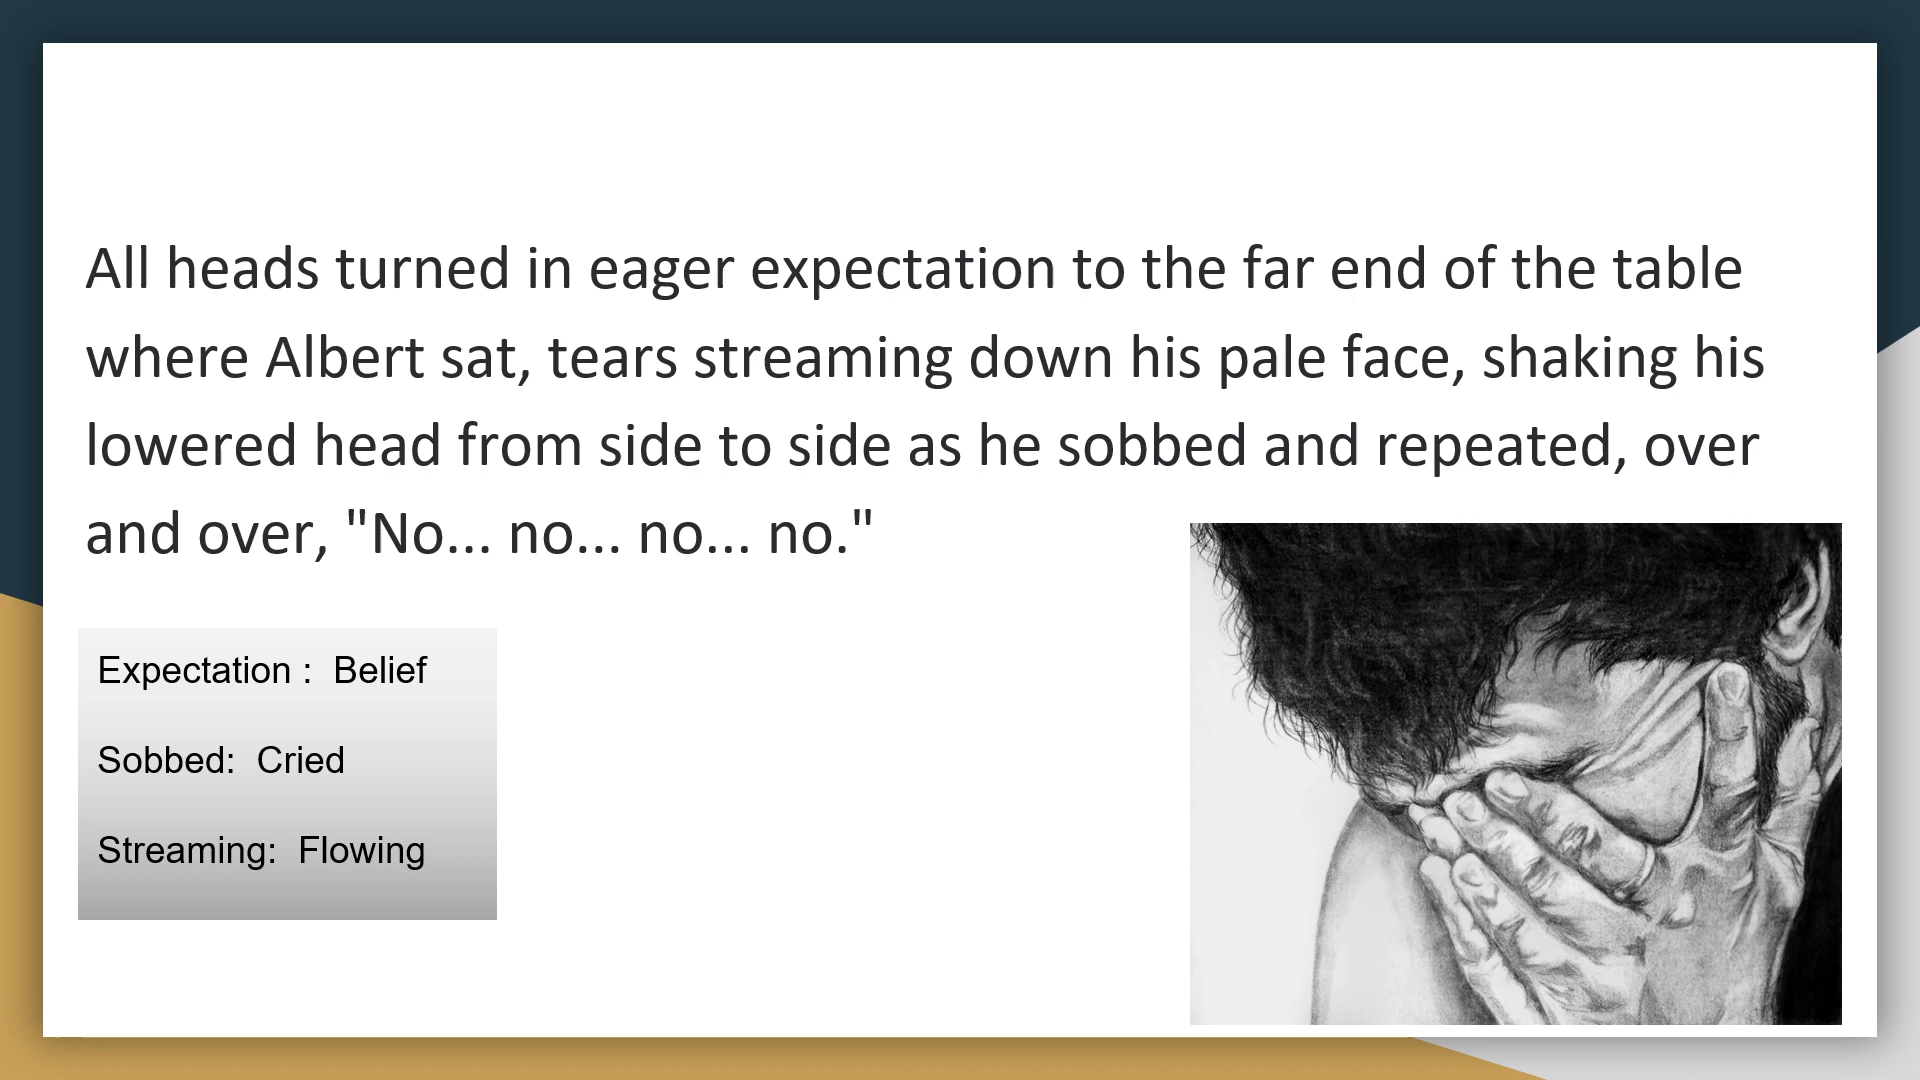 All heads turned in eager expectation to the far end of the table
where Albert sat, tears streaming down his pale face, shaking his
lowered head from side to side as he sobbed and repeated, over
and over, "No... no... no... no."
Expectation :  Belief
Sobbed:  Cried
Streaming:  Flowing